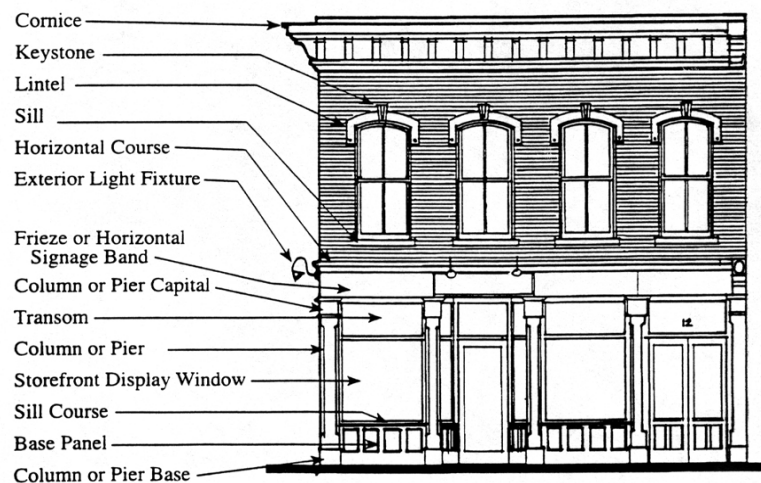 Cornice
Keystone
Lintel
Sill
Horizontal Course
Exterior Light Fixture
Frieze or Horizontal
Signage Band
Column or Pier Capital
Transom
Column or Pier
Storefront Display Window
Sill Course
Base Panel
Column or Pier Base
12